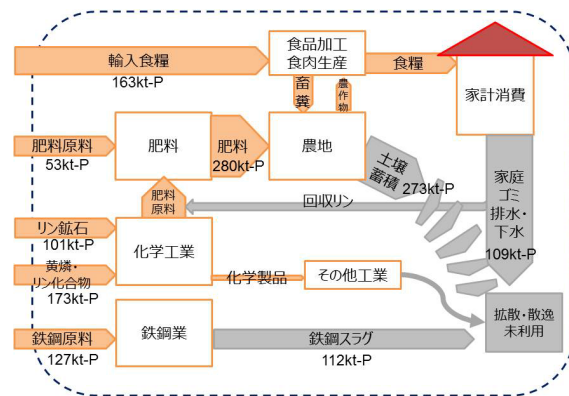 輸入食糧
163kt-P
食品加工
食肉生産
食糧
家計消費
畜糞
農作物
肥料原料
53kt-P
肥料
肥料
280kt-P
農地
土壌
蓄積
273kt-P
肥料
原料
回収リン
家庭
ゴミ
排水・
下水
109kt-P
リン鉱石
101kt-P
黄燐・
リン化合物
173kt-P
化学工業
化学製品
その他工業
拡散・散逸
未利用
鉄鋼原料
127kt-P
鉄鋼業
鉄鋼スラグ
112kt-P